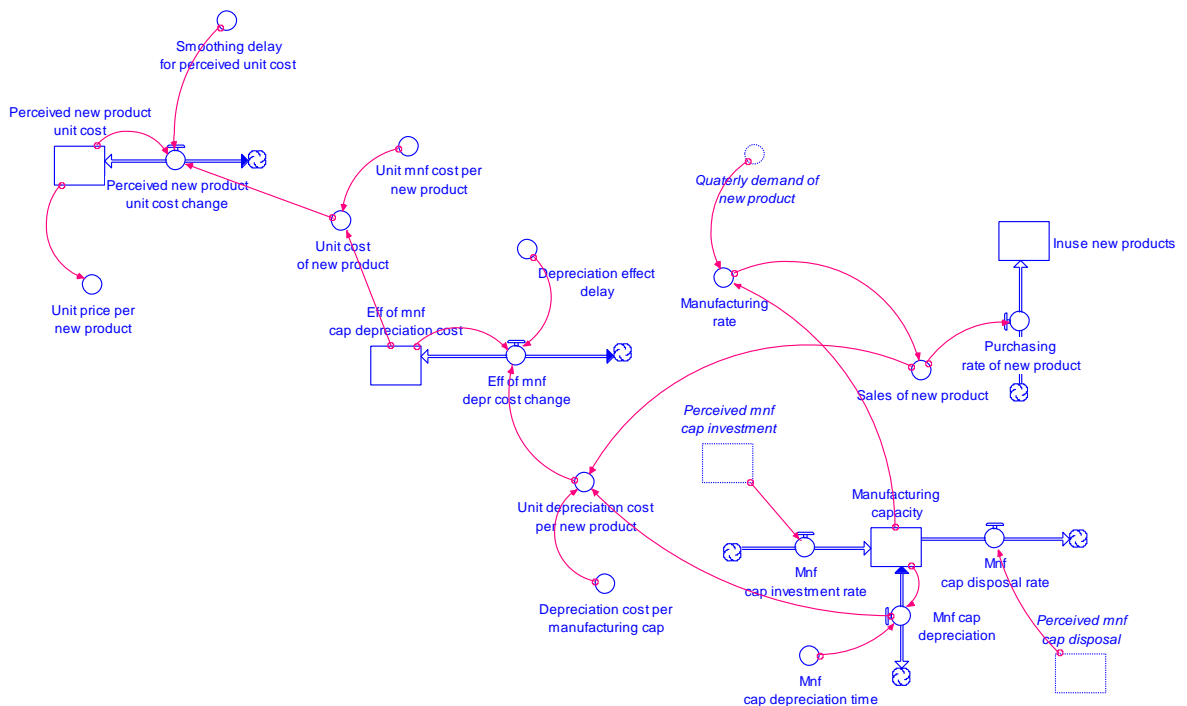 Smoothing delay
for perceived unit cost
Perceived new product
unit cost
Perceived new product
unit cost change
Unit mnf cost per
new product
Quaterly demand of
new product
Unit cost
of new product
Inuse new products
Depreciation effect
delay
Unit price per
new product
Manufacturing
rate
Eff of mnf
cap depreciation cost
Purchasing
rate of new product
Eff of mnf
depr cost change
Sales of new product
Perceived mnf
cap investment
Manufacturing
capacity
Unit depreciation cost
per new product
Mnf
cap investment rate
Mnf
cap disposal rate
Depreciation cost per
manufacturing cap
Mnf cap
depreciation
Perceived mnf
cap disposal
Mnf
cap depreciation time